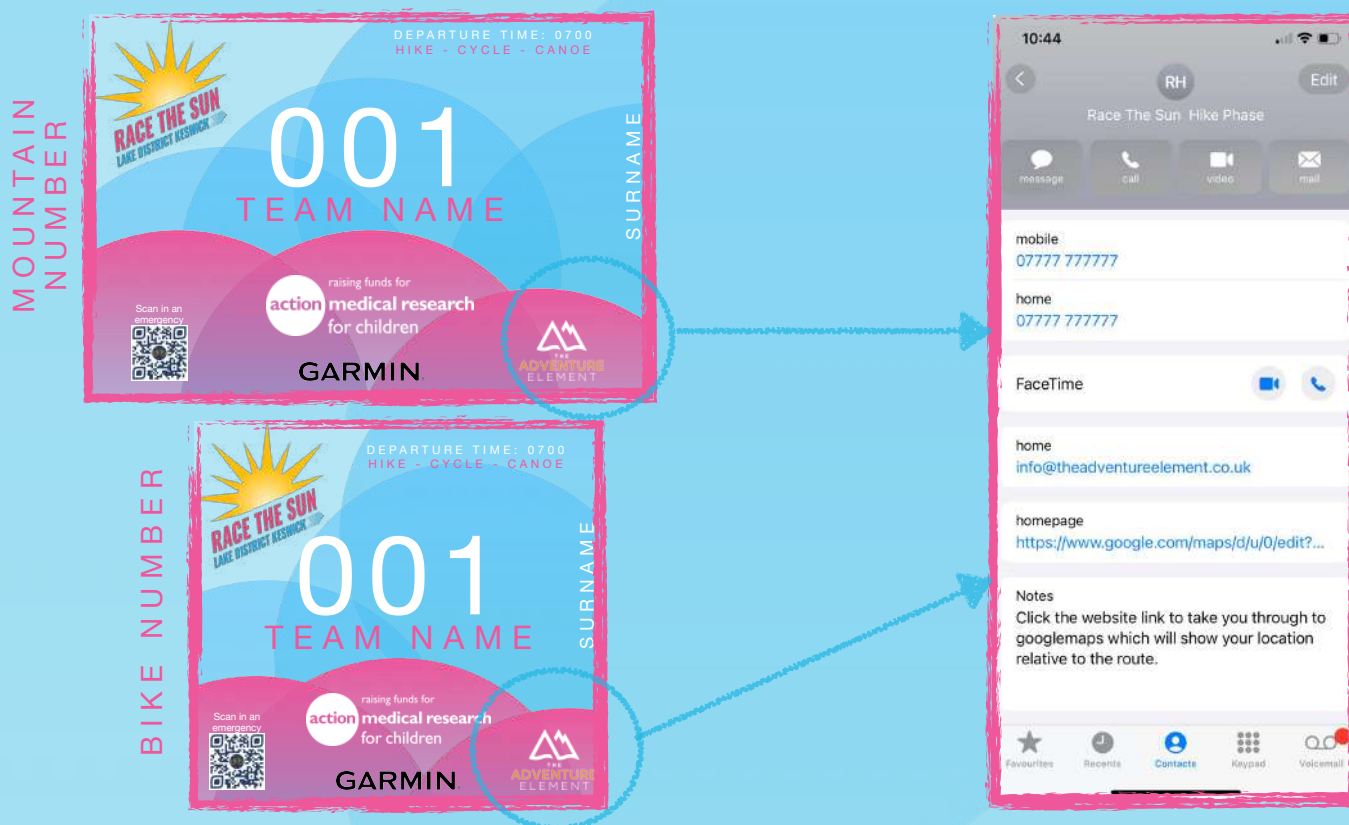 MOUNTAIN
NUMBER
DEPARTURE TIME: 0700
HIKE - CYCLE - CANOE
RACE THE SUN
LAKE DISTRICT KESWICK
001
TEAM NAME
SURNAME
Scan in an
emergency
raising funds for
action medical research
for children
GARMIN
THE
ADVENTURE
ELEMENT
BIKE NUMBER
DEPARTURE TIME: 0700
HIKE - CYCLE - CANOE
RACE THE SUN
LAKE DISTRICT KESWICK
001
TEAM NAME
SURNAME
Scan in an
emergency
raising funds for
action medical research
for children
GARMIN
THE
ADVENTURE
ELEMENT
10:44
RH
Edit
Race The Sun Hike Phase
message
call
video
mail
mobile
07777 777777
home
07777 777777
FaceTime
home
info@theadventureelement.co.uk
homepage
https://www.google.com/maps/d/u/0/edit?...
Notes
Click the website link to take you through to
googlemaps which will show your location
relative to the route.
Favourites
Recents
Contacts
Keypad
Voicemail